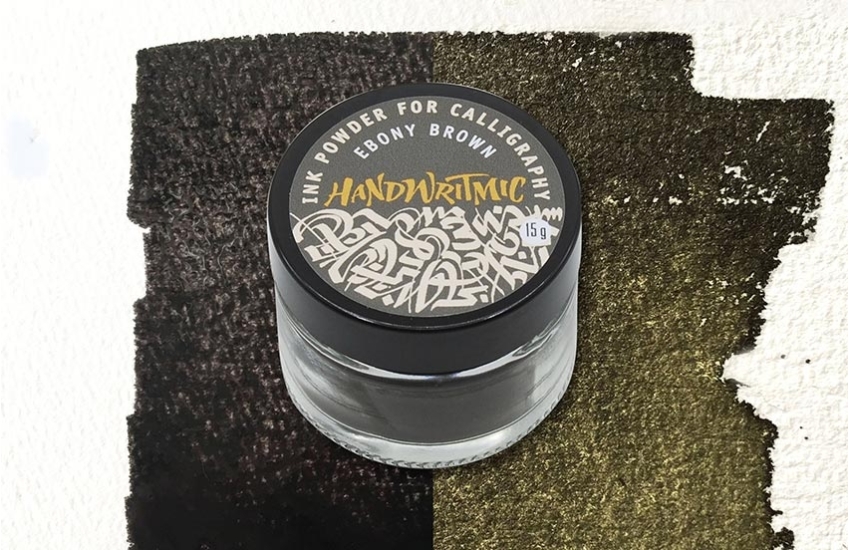 INK POWDER FOR CALLIGRAPHY
EBONY BROWN
HANDWRITMIC
15g